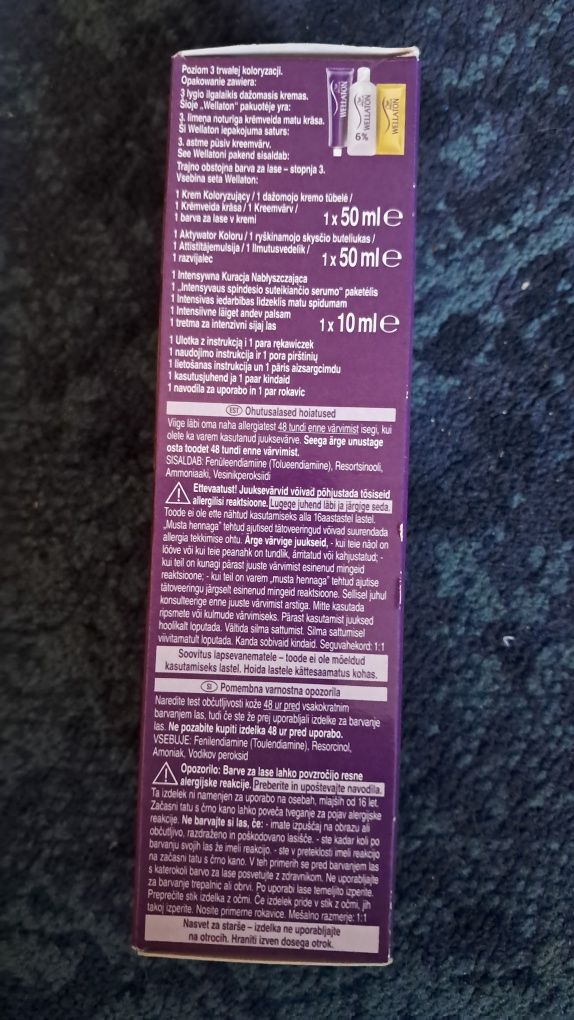 Poziom 3 trwałej koloryzacji.
Opakowanie zawiera:
3 lygio ilgalaikis dažomasis kremas.
Šioje „Wellaton“ pakuotėje yra:
3. līmeņa noturīga krēmveida matu krāsa.
Šī Wellaton iepakojuma saturs:
3. astme püsiv kreemvärv.
See Wellatoni pakend sisaldab:
Trajno obstojna barva za lase – stopnja 3.
Vsebina seta Wellaton:
WELLATON
WELLATON
6%
WELLATON
1 Krem Koloryzujący / 1 dažomojo kremo tūbelė /
1 Krēmveida krāsa / 1 Kreemvärv /
1 barva za lase v kremi
1 x 50 ml e
1 Aktywator Koloru / 1 ryškinamojo skysčio buteliukas /
1 Attīstītājemulsija / 1 Ilmutusvedelik /
1 razvijalec
1 x 50 ml e
1 Intensywna Kuracja Nabłyszczająca
1 „Intensyvaus spindesio suteikiančio serumo“ paketėlis
1 Intensīvas iedarbības līdzeklis matu spīdumam
1 Intensiivne läiget andev palsam
1 tretma za intenzivni sijaj las
1 x 10 ml e
1 Ulotka z instrukcją i 1 para rękawiczek
1 naudojimo instrukcija ir 1 pora pirštinių
1 lietošanas instrukcija un 1 pāris aizsargcimdu
1 kasutusjuhend ja 1 paar kindaid
1 navodila za uporabo in 1 par rokavic
EST Ohutusalased hoiatused
Viige läbi oma naha allergiatest 48 tundi enne värvimist isegi, kui
olete ka varem kasutanud juuksevärve. Seega ärge unustage
osta toodet 48 tundi enne värvimist.
SISALDAB: Fenüleendiamiine (Tolueendiamiine), Resortsinooli,
Ammoniaaki, Vesinikperoksiidi
Ettevaatust! Juuksevärvid võivad põhjustada tõsiseid
allergilisi reaktsioone. Lugege juhend läbi ja järgige seda.
Toode ei ole ette nähtud kasutamiseks alla 16aastastel lastel.
„Musta hennaga” tehtud ajutised tätoveeringud võivad suurendada
allergia tekkimise ohtu. Ärge värvige juukseid, - kui teie näol on
lööve või kui teie peanahk on tundlik, ärritatud või kahjustatud; -
kui teil on kunagi pärast juuste värvimist esinenud mingeid
reaktsioone; - kui teil on varem „musta hennaga” tehtud ajutise
tätoveeringu järgselt esinenud mingeid reaktsioone. Sellisel juhul
konsulteerige enne juuste värvimist arstiga. Mitte kasutada
ripsmete või kulmude värvimiseks. Pärast kasutamist juuksed
hoolikalt loputada. Vältida silma sattumist. Silma sattumisel
viivitamatult loputada. Kanda sobivaid kindaid. Seguvahekord: 1:1
Soovitus lapsevanematele – toode ei ole mõeldud
kasutamiseks lastel. Hoida lastele kättesaamatus kohas.
SI Pomembna varnostna opozorila
Naredite test občutljivosti kože 48 ur pred vsakokratnim
barvanjem las, tudi če ste že prej uporabljali izdelke za barvanje
las. Ne pozabite kupiti izdelka 48 ur pred uporabo.
VSEBUJE: Fenilendiamine (Toulendiamine), Resorcinol,
Amoniak, Vodikov peroksid
Opozorilo: Barve za lase lahko povzročijo resne
alergijske reakcije. Preberite in upoštevajte navodila.
Ta izdelek ni namenjen za uporabo na osebah, mlajših od 16 let.
Začasni tatu s črno kano lahko poveča tveganje za pojav alergijske
reakcije. Ne barvajte si las, če: - imate izpuščaj na obrazu ali
občutljivo, razdraženo in poškodovano lasišče. - ste kadar koli po
barvanju svojih las že imeli reakcijo. - ste v preteklosti imeli reakcijo
na začasni tatu s črno kano. V teh primerih se pred barvanjem las
s katerokoli barvo za lase posvetujte z zdravnikom. Ne uporabljajte
za barvanje trepalnic ali obrvi. Po uporabi lase temeljito izperite.
Preprečite stik izdelka z očmi. Če izdelek pride v stik z očmi, jih
takoj izperite. Nosite primerne rokavice. Mešalno razmerje: 1:1
Nasvet za starše – izdelka ne uporabljajte
na otrocih. Hraniti izven dosega otrok.